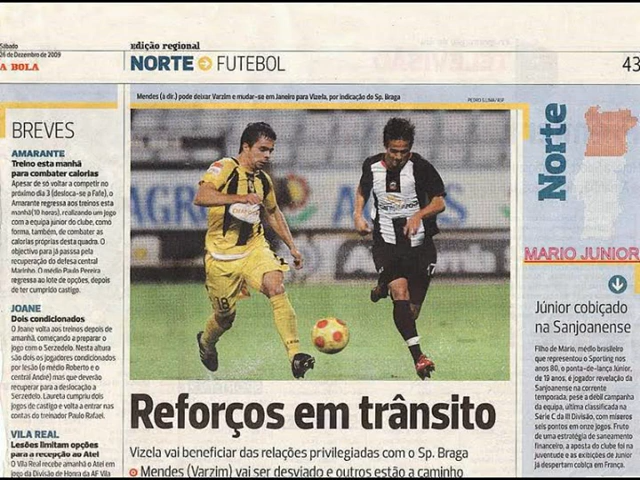 Sábado
26 de Dezembro de 2009
A BOLA
Edição regional
NORTE FUTEBOL
43
BREVES
AMARANTE
Treino esta manhã
para combater calorias
Apesar de só voltar a competir no
próximo dia 3 (desloca-se a Fafe), o
Amarante regressa aos treinos esta
manhã (10 horas), realizando um jogo
com a equipa júnior do clube, como
forma, também, de combater as
calorias próprias desta quadra. O
objectivo para já passa pela
recuperação do defesa central
Marinho. O médio Paulo Pereira
regressa ao lote de opções, depois de
ter cumprido castigo.
JOANE
Dois condicionados
O Joane volta aos treinos depois de
amanhã, começando a preparar o
jogo com o Serzedelo. Nesta altura
são dois os jogadores condicionados
por lesão (o médio Roberto e o
central André) mas que deverão
recuperar para a deslocação a
Serzedelo. Laureta cumpriu dois
jogos de castigo e volta a entrar nas
contas do treinador Paulo Rafael.
VILA REAL
Lesões limitam opções
para a recepção ao Atei
O Vila Real recebe amanhã o Atei em
jogo da Divisão de Honra da AF Vila
Mendes (à dir.) pode deixar Varzim e mudar-se em Janeiro para Vizela, por indicação do Sp. Braga
18
Reforços em trânsito
Vizela vai beneficiar das relações privilegiadas com o Sp. Braga
Mendes (Varzim) vai ser desviado e outros estão a caminho
Norte
MARIO JUNIOR
Júnior cobiçado
na Sanjoanense
Filho de Mário, médio brasileiro
que representou o Sporting nos
anos 80, o ponta-de-lança Júnior,
de 19 anos, é jogador revelação da
Sanjoanense na corrente
temporada, pese a débil campanha
da equipa, última classificada na
Série C da III Divisão, com míseros
seis pontos em onze jogos. Fruto
de uma estratégia de saneamento
financeiro, a aposta do clube foi na
juventude e as exibições de Júnior
já despertam cobiça em França.